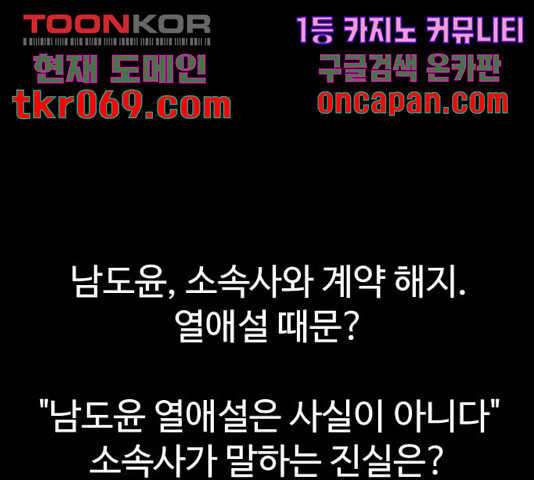 TOONKOR
현재 도메인
tkr069.com
1등 카지노 커뮤니티
구글검색 온카판
oncapan.com
남도윤, 소속사와 계약 해지.
열애설 때문?
"남도윤 열애설은 사실이 아니다"
소속사가 말하는 진실은?